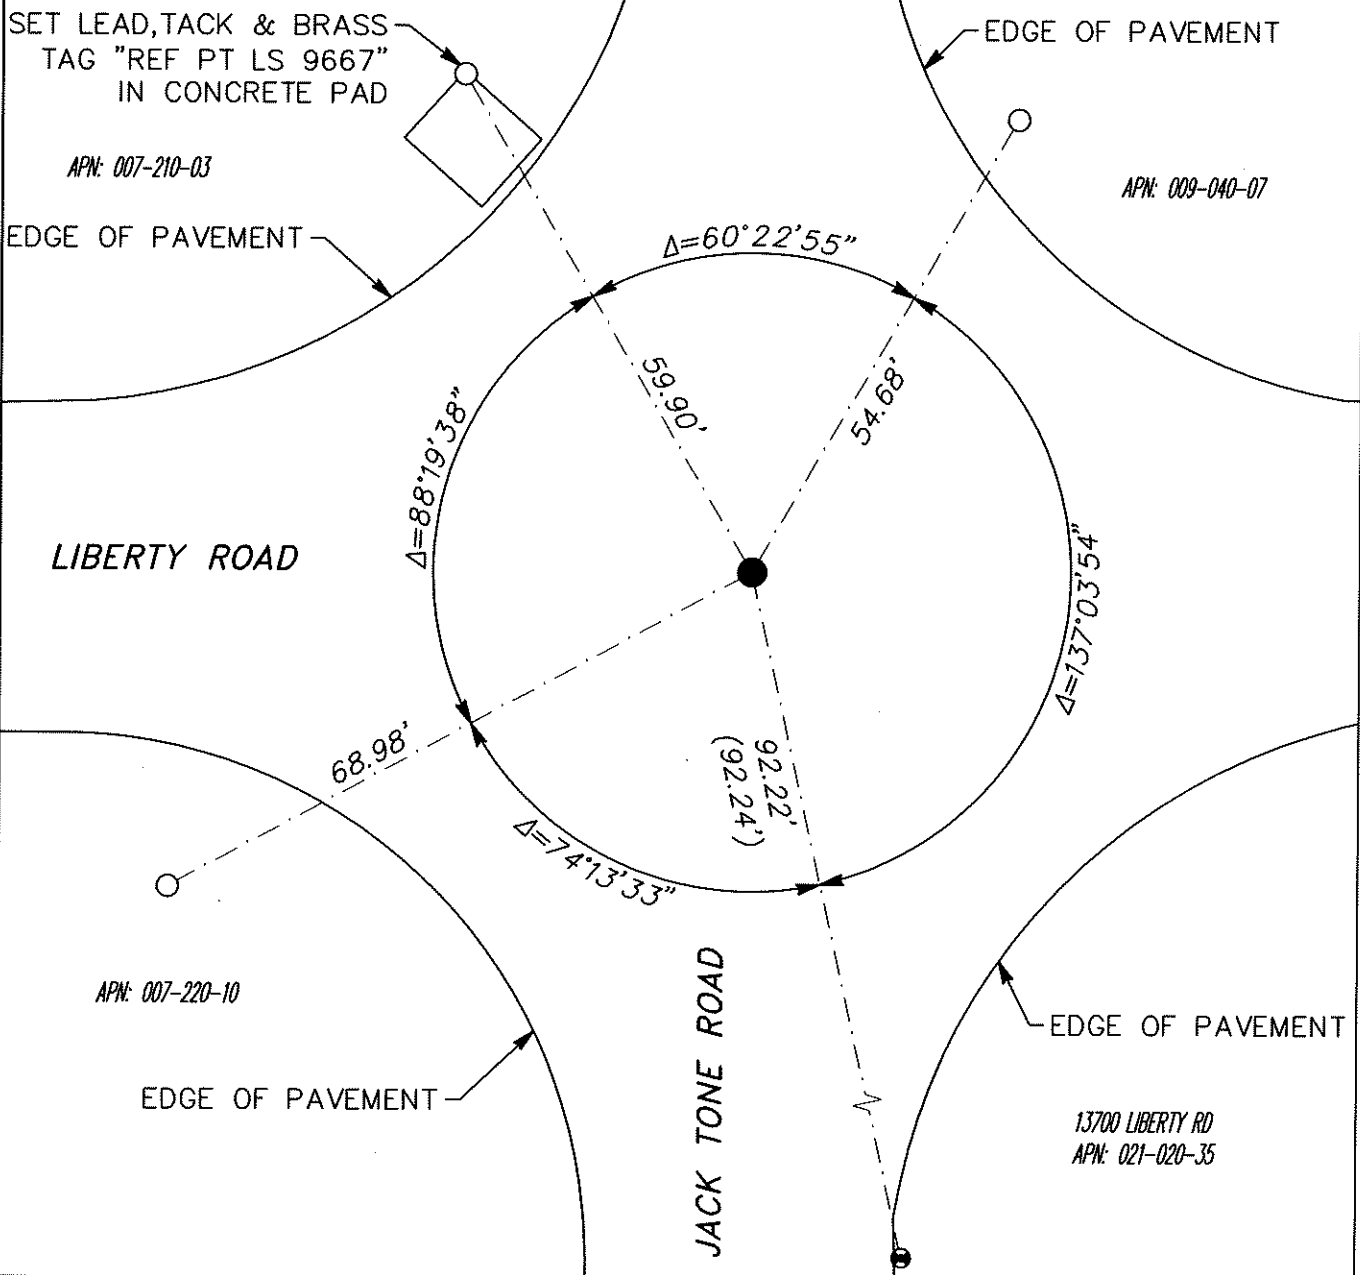 SET LEAD,TACK & BRASS
TAG "REF PT LS 9667"
IN CONCRETE PAD
EDGE OF PAVEMENT
APN: 007-210-03
APN: 009-040-07
EDGE OF PAVEMENT
Δ=60°22'55"
59.90'
54.68'
Δ=88°19'38"
LIBERTY ROAD
Δ=137°03'54"
68.98'
92.22'
(92.24')
Δ=74°13'33"
APN: 007-220-10
JACK TONE ROAD
EDGE OF PAVEMENT
EDGE OF PAVEMENT
13700 LIBERTY RD
APN: 021-020-35